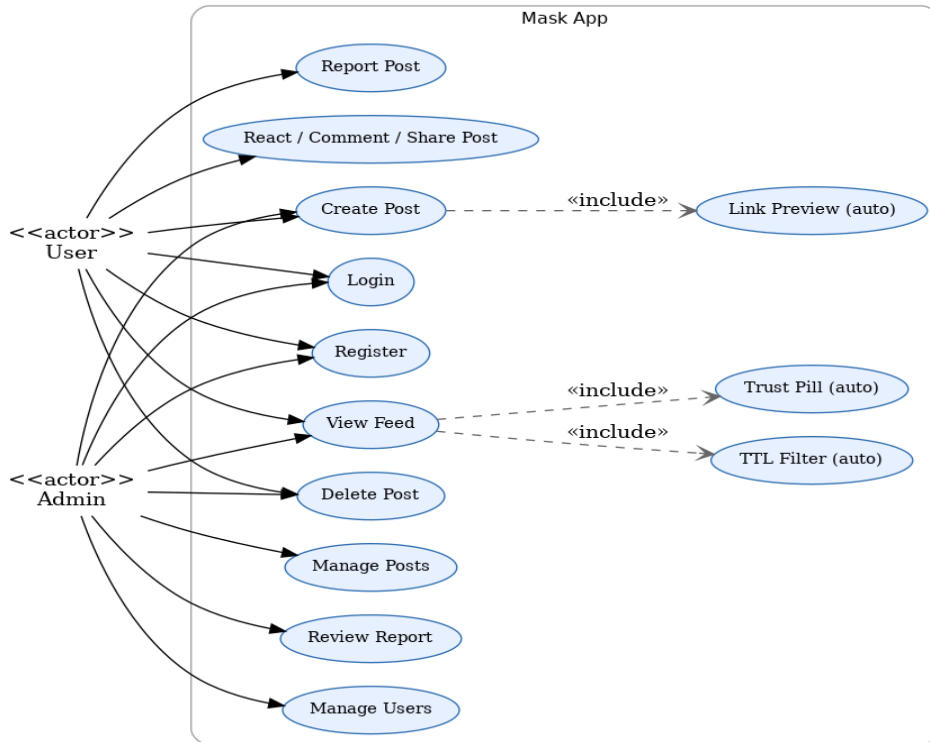 Mask App
Report Post
React / Comment / Share Post
Create Post
«include»
Link Preview (auto)
<<actor>>
User
Login
Register
View Feed
«include»
Trust Pill (auto)
«include»
TTL Filter (auto)
<<actor>>
Admin
Delete Post
Manage Posts
Review Report
Manage Users